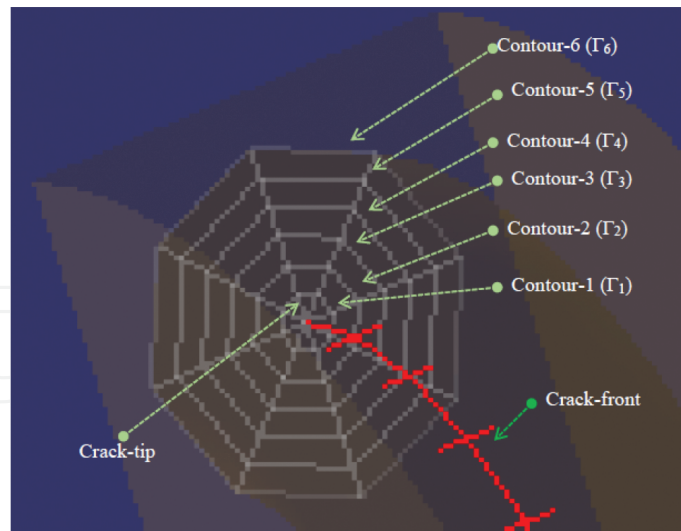 Contour-6 (Γ₆)
Contour-5 (Γ₅)
Contour-4 (Γ₄)
Contour-3 (Γ₃)
Contour-2 (Γ₂)
Contour-1 (Γ₁)
Crack-front
Crack-tip